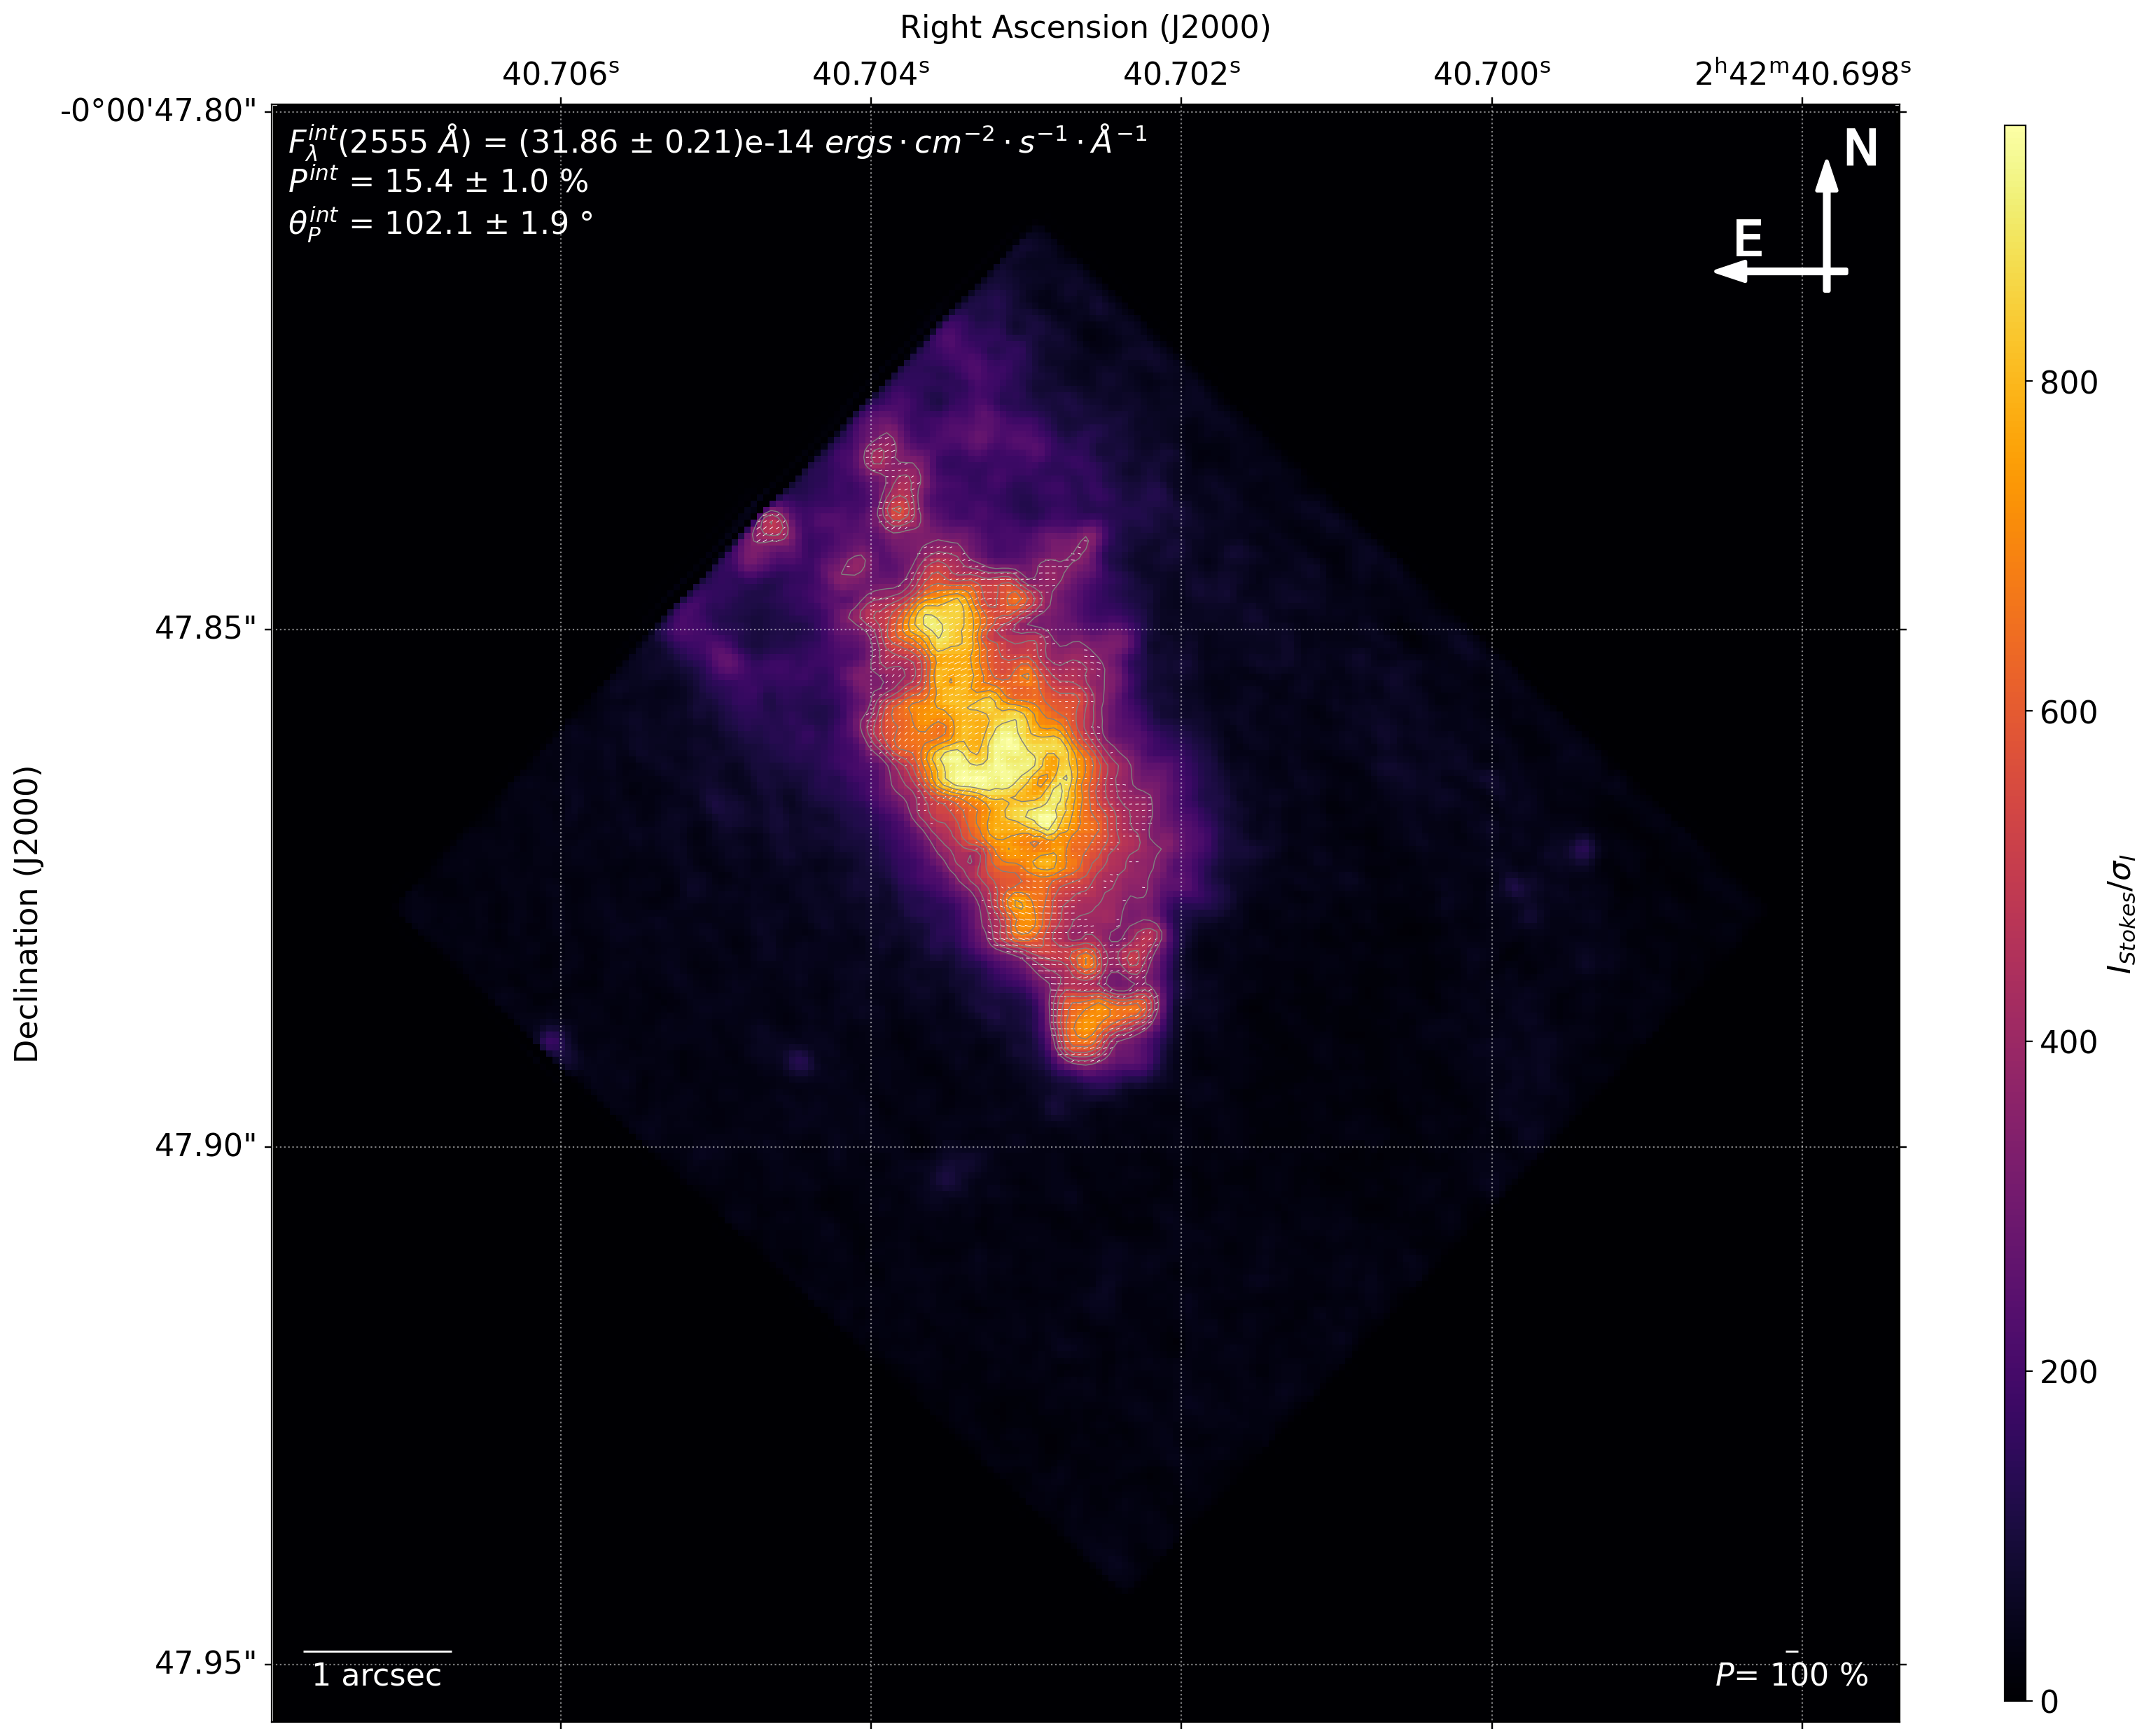 Right Ascension (J2000)
40.706ˢ 40.704ˢ 40.702ˢ 40.700ˢ 2ʰ42ᵐ40.698ˢ
-0°00'47.80"
F_λ^int(2555 Å) = (31.86 ± 0.21)e-14 ergs · cm⁻² · s⁻¹ · Å⁻¹
P^int = 15.4 ± 1.0 %
θ_P^int = 102.1 ± 1.9 °
N
E
47.85"
47.90"
47.95"
Declination (J2000)
1 arcsec
P= 100 %
800
600
400
200
0
I_Stokes/σ_I